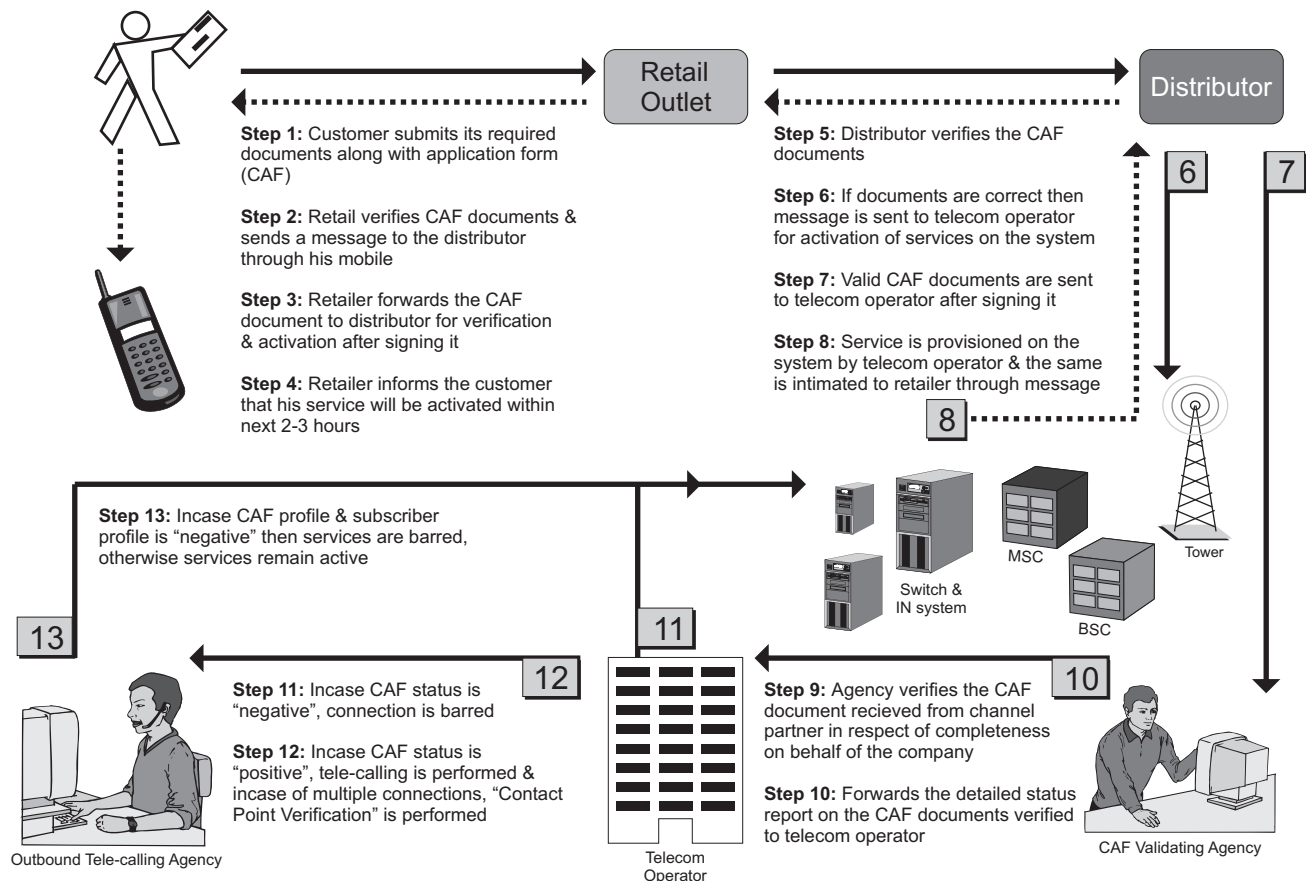 Retail
Outlet
Distributor
Step 1: Customer submits its required
documents along with application form
(CAF)
Step 2: Retail verifies CAF documents &
sends a message to the distributor
through his mobile
Step 3: Retailer forwards the CAF
document to distributor for verification
& activation after signing it
Step 4: Retailer informs the customer
that his service will be activated within
next 2-3 hours
Step 5: Distributor verifies the CAF
documents
Step 6: If documents are correct then
message is sent to telecom operator
for activation of services on the system
Step 7: Valid CAF documents are sent
to telecom operator after signing it
Step 8: Service is provisioned on the
system by telecom operator & the same
is intimated to retailer through message
6
7
8
Tower
Step 13: Incase CAF profile & subscriber
profile is “negative” then services are barred,
otherwise services remain active
Switch &
IN system
MSC
BSC
13
12
11
10
Step 11: Incase CAF status is
“negative”, connection is barred
Step 12: Incase CAF status is
“positive”, tele-calling is performed &
incase of multiple connections, “Contact
Point Verification” is performed
Step 9: Agency verifies the CAF
document recieved from channel
partner in respect of completeness
on behalf of the company
Step 10: Forwards the detailed status
report on the CAF documents verified
to telecom operator
Outbound Tele-calling Agency
Telecom
Operator
CAF Validating Agency